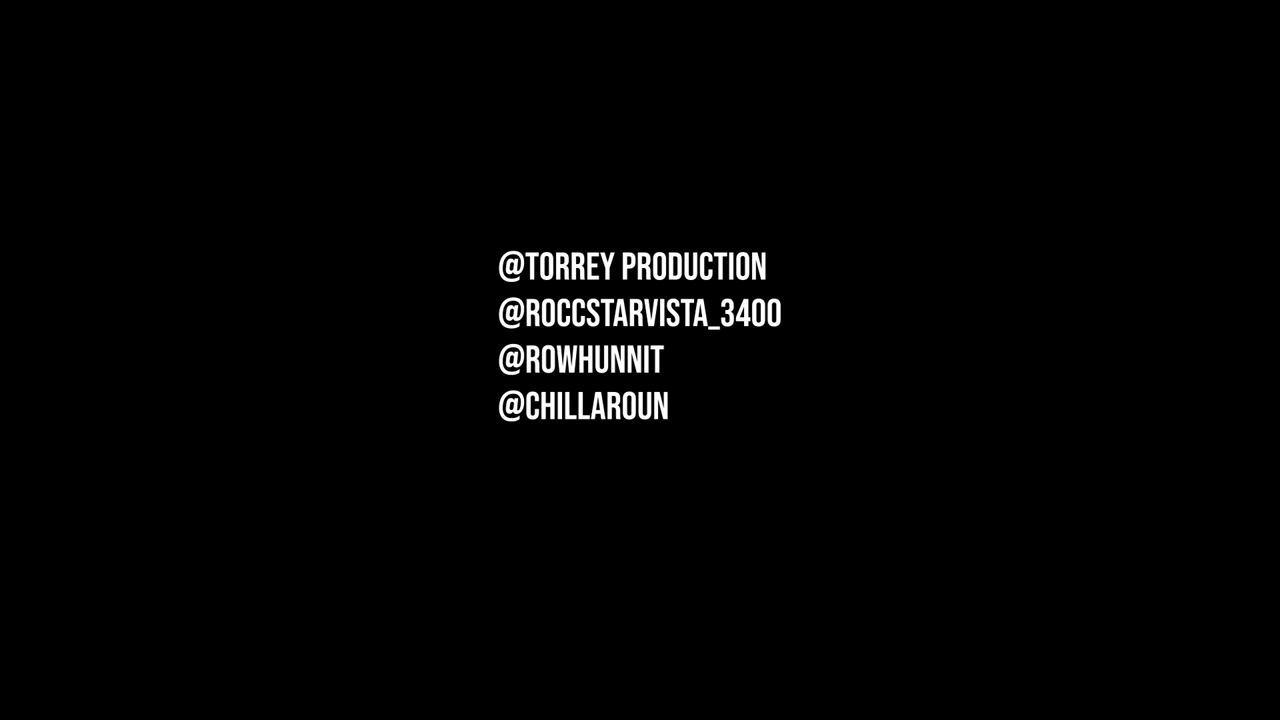 @TORREY PRODUCTION
@ROCCSTARVISTA_3400
@ROWHUNNIT
@CHILLAROUN